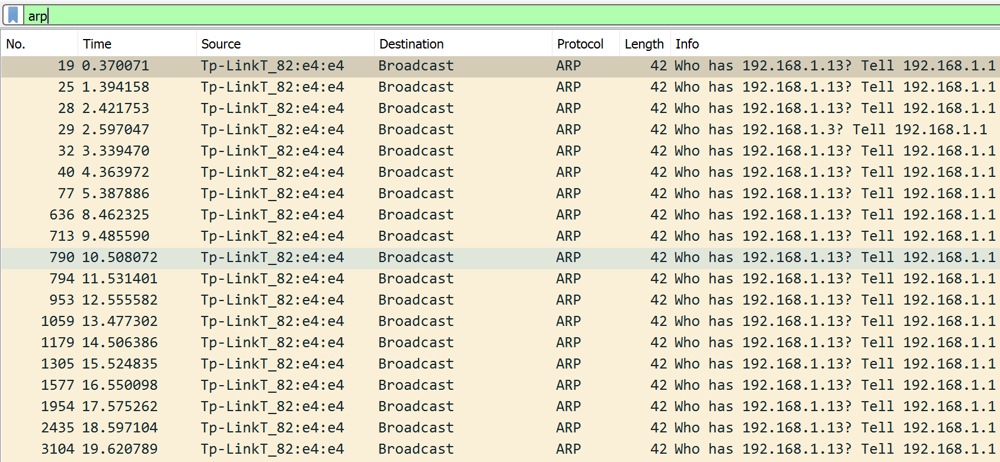 arp
No. Time Source Destination Protocol Length Info
19 0.370071 Tp-LinkT_82:e4:e4 Broadcast ARP 42 Who has 192.168.1.13? Tell 192.168.1.1
25 1.394158 Tp-LinkT_82:e4:e4 Broadcast ARP 42 Who has 192.168.1.13? Tell 192.168.1.1
28 2.421753 Tp-LinkT_82:e4:e4 Broadcast ARP 42 Who has 192.168.1.13? Tell 192.168.1.1
29 2.597047 Tp-LinkT_82:e4:e4 Broadcast ARP 42 Who has 192.168.1.3? Tell 192.168.1.1
32 3.339470 Tp-LinkT_82:e4:e4 Broadcast ARP 42 Who has 192.168.1.13? Tell 192.168.1.1
40 4.363972 Tp-LinkT_82:e4:e4 Broadcast ARP 42 Who has 192.168.1.13? Tell 192.168.1.1
77 5.387886 Tp-LinkT_82:e4:e4 Broadcast ARP 42 Who has 192.168.1.13? Tell 192.168.1.1
636 8.462325 Tp-LinkT_82:e4:e4 Broadcast ARP 42 Who has 192.168.1.13? Tell 192.168.1.1
713 9.485590 Tp-LinkT_82:e4:e4 Broadcast ARP 42 Who has 192.168.1.13? Tell 192.168.1.1
790 10.508072 Tp-LinkT_82:e4:e4 Broadcast ARP 42 Who has 192.168.1.13? Tell 192.168.1.1
794 11.531401 Tp-LinkT_82:e4:e4 Broadcast ARP 42 Who has 192.168.1.13? Tell 192.168.1.1
953 12.555582 Tp-LinkT_82:e4:e4 Broadcast ARP 42 Who has 192.168.1.13? Tell 192.168.1.1
1059 13.477302 Tp-LinkT_82:e4:e4 Broadcast ARP 42 Who has 192.168.1.13? Tell 192.168.1.1
1179 14.506386 Tp-LinkT_82:e4:e4 Broadcast ARP 42 Who has 192.168.1.13? Tell 192.168.1.1
1305 15.524835 Tp-LinkT_82:e4:e4 Broadcast ARP 42 Who has 192.168.1.13? Tell 192.168.1.1
1577 16.550098 Tp-LinkT_82:e4:e4 Broadcast ARP 42 Who has 192.168.1.13? Tell 192.168.1.1
1954 17.575262 Tp-LinkT_82:e4:e4 Broadcast ARP 42 Who has 192.168.1.13? Tell 192.168.1.1
2435 18.597104 Tp-LinkT_82:e4:e4 Broadcast ARP 42 Who has 192.168.1.13? Tell 192.168.1.1
3104 19.620789 Tp-LinkT_82:e4:e4 Broadcast ARP 42 Who has 192.168.1.13? Tell 192.168.1.1